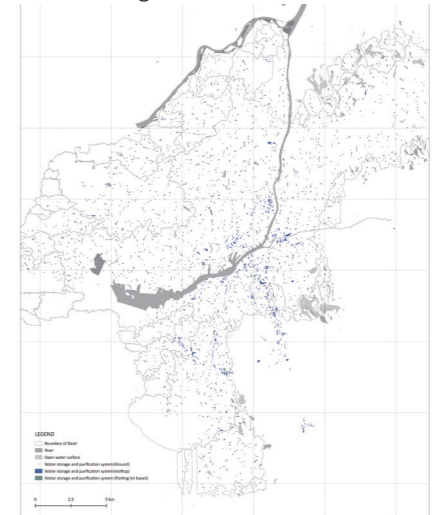 LEGEND
Boundary of Basin
River
Open water surface
Water storage and purification system(Ground)
Water storage and purification system(rooftop)
Water storage and purification system (Parking lot based)
0 2.5 5 km